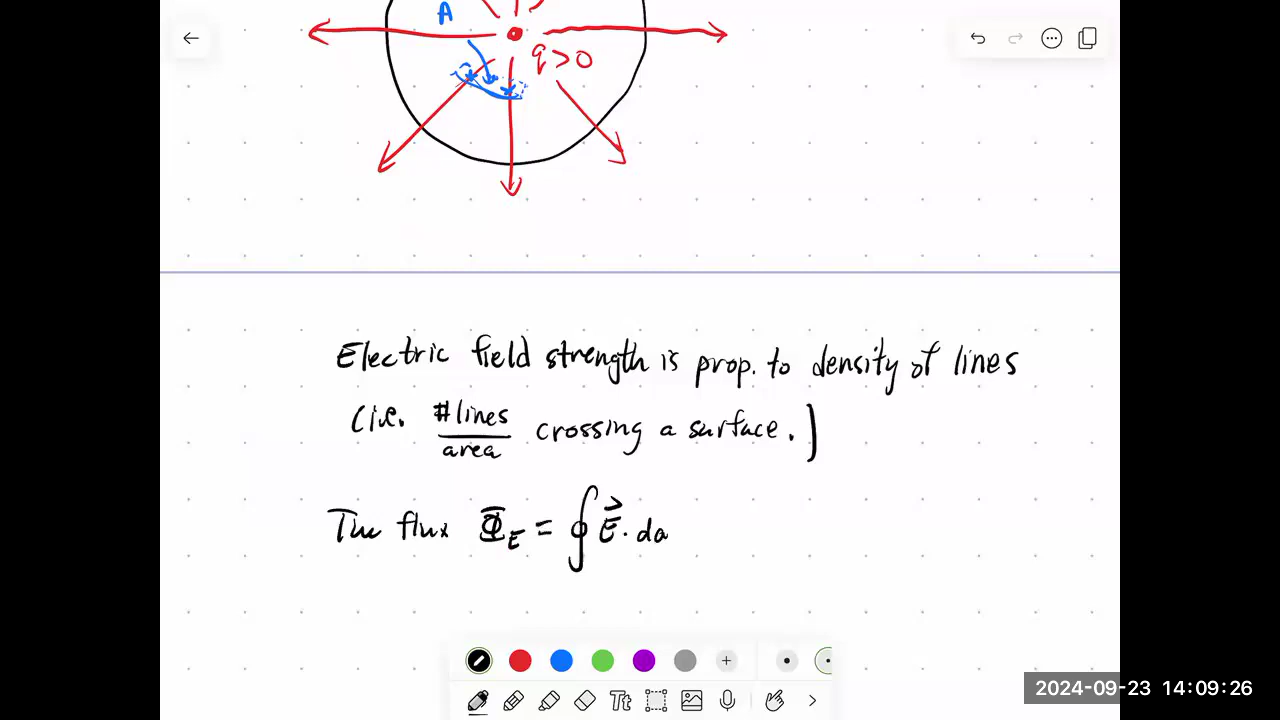 A
q > 0
Electric field strength is prop. to density of lines
(i.e. #lines/area crossing a surface.)
The flux Φ_E = ∮ E⃗ · da
Tt
2024-09-23 14:09:26